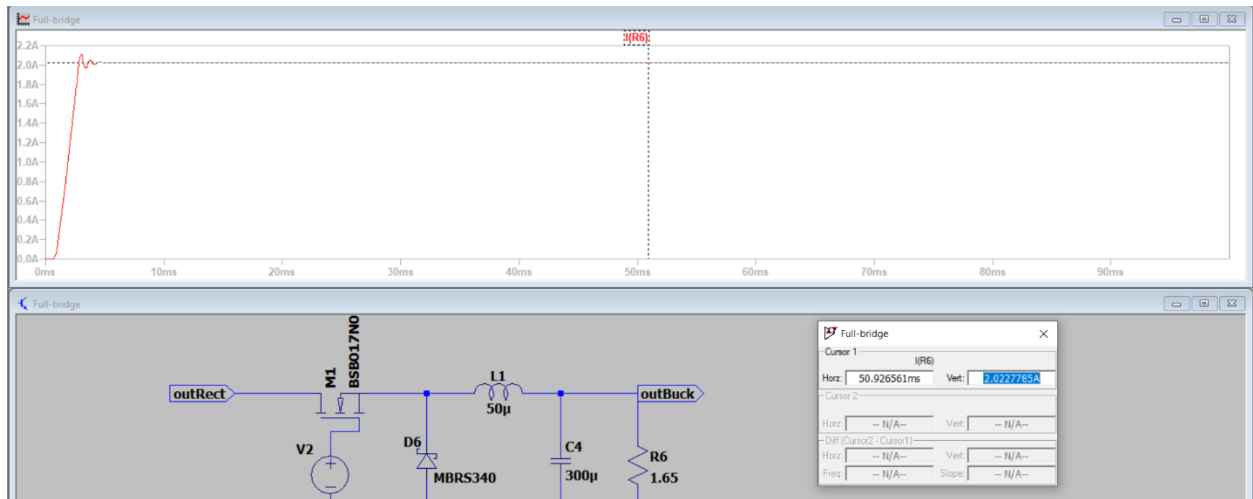 Full-bridge
I(R6)
2.2A
2.0A
1.8A
1.6A
1.4A
1.2A
1.0A
0.8A
0.6A
0.4A
0.2A
0.0A
0ms 10ms 20ms 30ms 40ms 50ms 60ms 70ms 80ms 90ms
Full-bridge
outRect
M1
BSB017N0
L1
50µ
outBuck
V2
D6
MBRS340
C4
300µ
R6
1.65
Full-bridge
Cursor 1
I(R6)
Horz: 50.926561ms Vert: 2.0227785A
Cursor 2
Horz: -- N/A-- Vert: -- N/A--
Diff (Cursor2 - Cursor1)
Horz: -- N/A-- Vert: -- N/A--
Freq: -- N/A-- Slope: -- N/A--